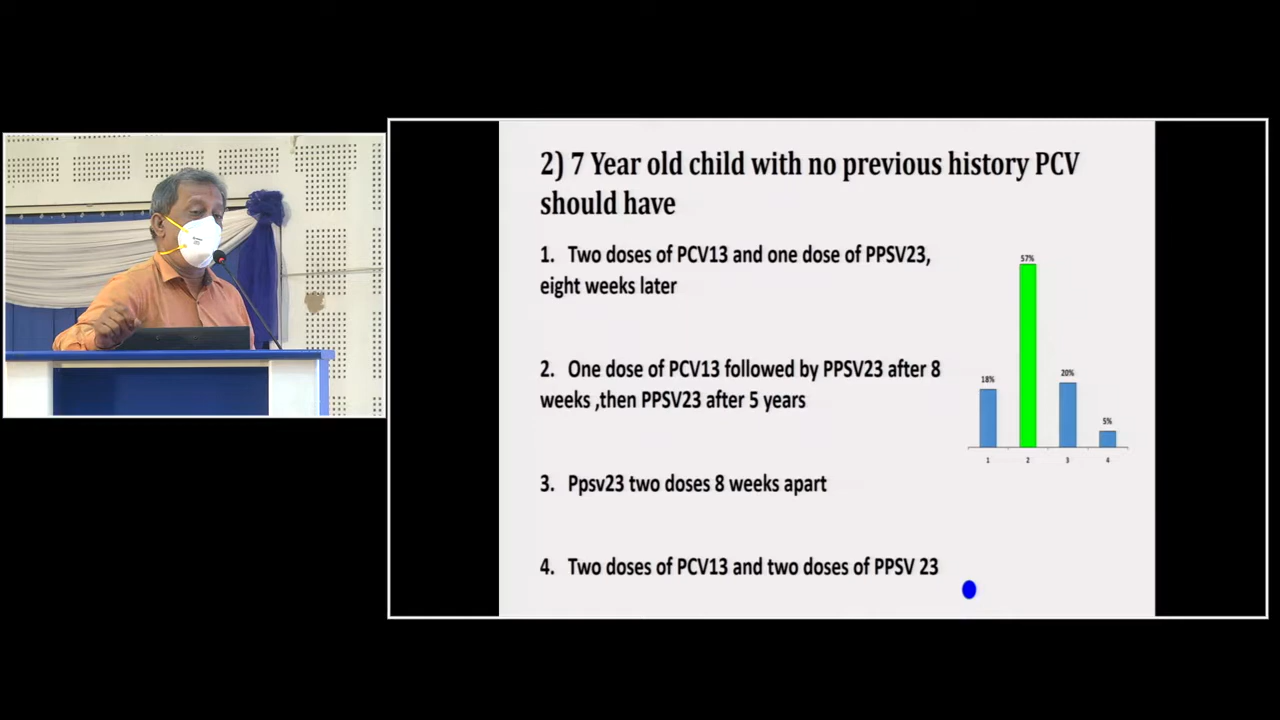 2) 7 Year old child with no previous history PCV
should have
1. Two doses of PCV13 and one dose of PPSV23,
eight weeks later
2. One dose of PCV13 followed by PPSV23 after 8
weeks ,then PPSV23 after 5 years
3. Ppsv23 two doses 8 weeks apart
4. Two doses of PCV13 and two doses of PPSV 23
18%
57%
20%
5%
1 2 3 4